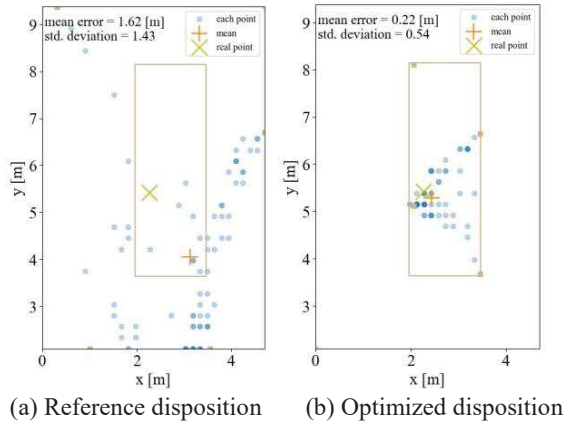 mean error = 1.62 [m]
std. deviation = 1.43
each point
mean
real point
9
8
7
6
5
4
3
y [m]
0
2
4
x [m]
(a) Reference disposition
mean error = 0.22 [m]
std. deviation = 0.54
each point
mean
real point
9
8
7
6
5
4
3
y [m]
0
2
4
x [m]
(b) Optimized disposition